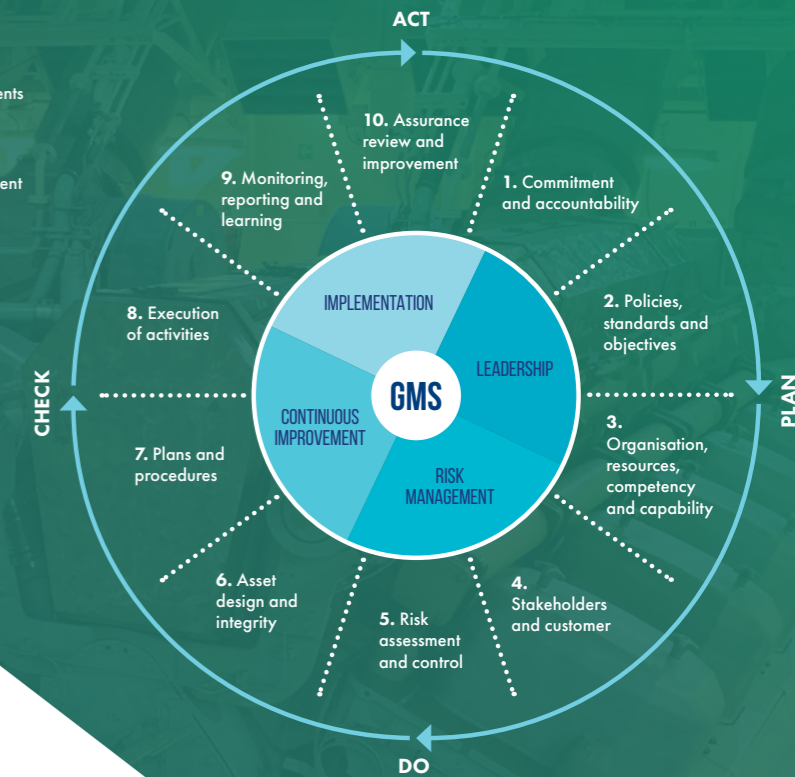 ACT
ents
ent
10. Assurance
review and
improvement
1. Commitment
and accountability
2. Policies,
standards and
objectives
PLAN
3.
Organisation,
resources,
competency
and capability
4.
Stakeholders
and customer
DO
5. Risk
assessment
and control
6. Asset
design and
integrity
7. Plans and
procedures
CHECK
8. Execution
of activities
9. Monitoring,
reporting and
learning
IMPLEMENTATION
LEADERSHIP
GMS
CONTINUOUS
IMPROVEMENT
RISK
MANAGEMENT